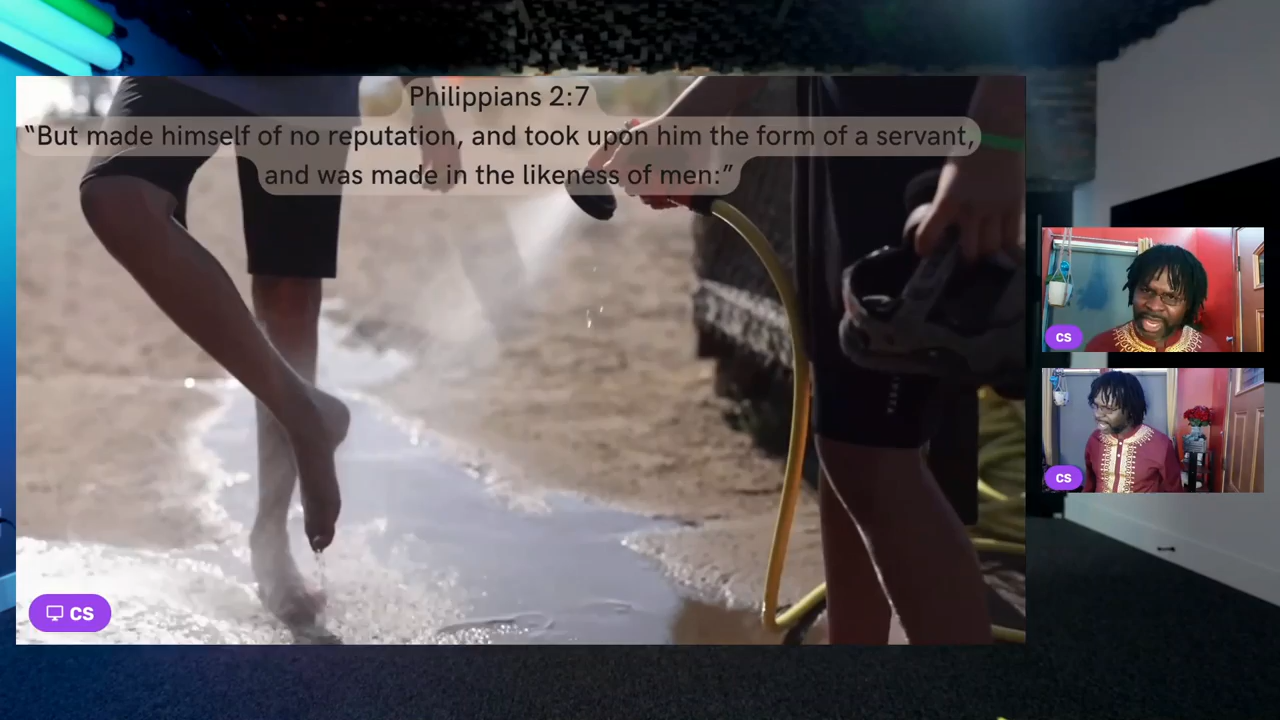 Philippians 2:7
“But made himself of no reputation, and took upon him the form of a servant,
and was made in the likeness of men:”
CS
CS
CS